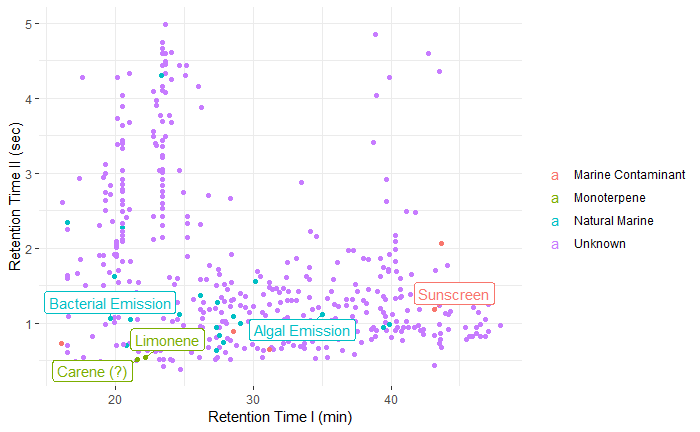 5
4
3
2
1
Retention Time II (sec)
Bacterial Emission
Sunscreen
Algal Emission
Limonene
Carene (?)
20
30
40
Retention Time I (min)
a Marine Contaminant
a Monoterpene
a Natural Marine
a Unknown